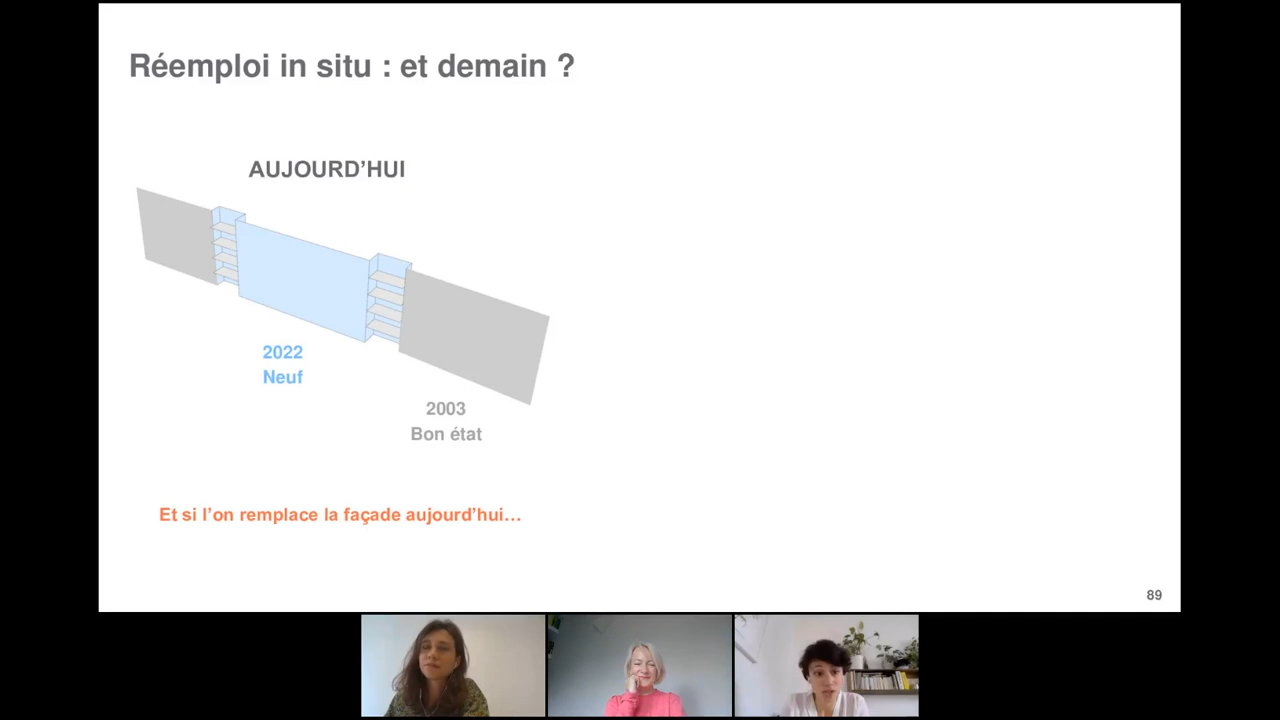 Réemploi in situ : et demain ?
AUJOURD’HUI
2022
Neuf
2003
Bon état
Et si l’on remplace la façade aujourd’hui…
89